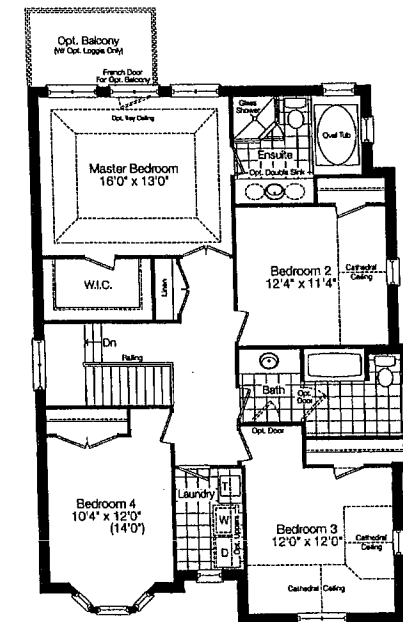 Opt. Balcony
(W/ Opt. Loggia Only)
French Door
For Opt. Balcony
Opt. Tray Ceiling
Master Bedroom
16'0" x 13'0"
Glass
Shower
Oval Tub
Ensuite
Opt. Double Sink
W.I.C.
Linen
Bedroom 2
12'4" x 11'4"
Cathedral
Ceiling
Dn
Railing
Bath
Opt.
Door
Opt. Door
Laundry
T
W
D
Opt. Uppers
Bedroom 4
10'4" x 12'0"
(14'0")
Bedroom 3
12'0" x 12'0"
Cathedral
Ceiling
Cathedral Ceiling